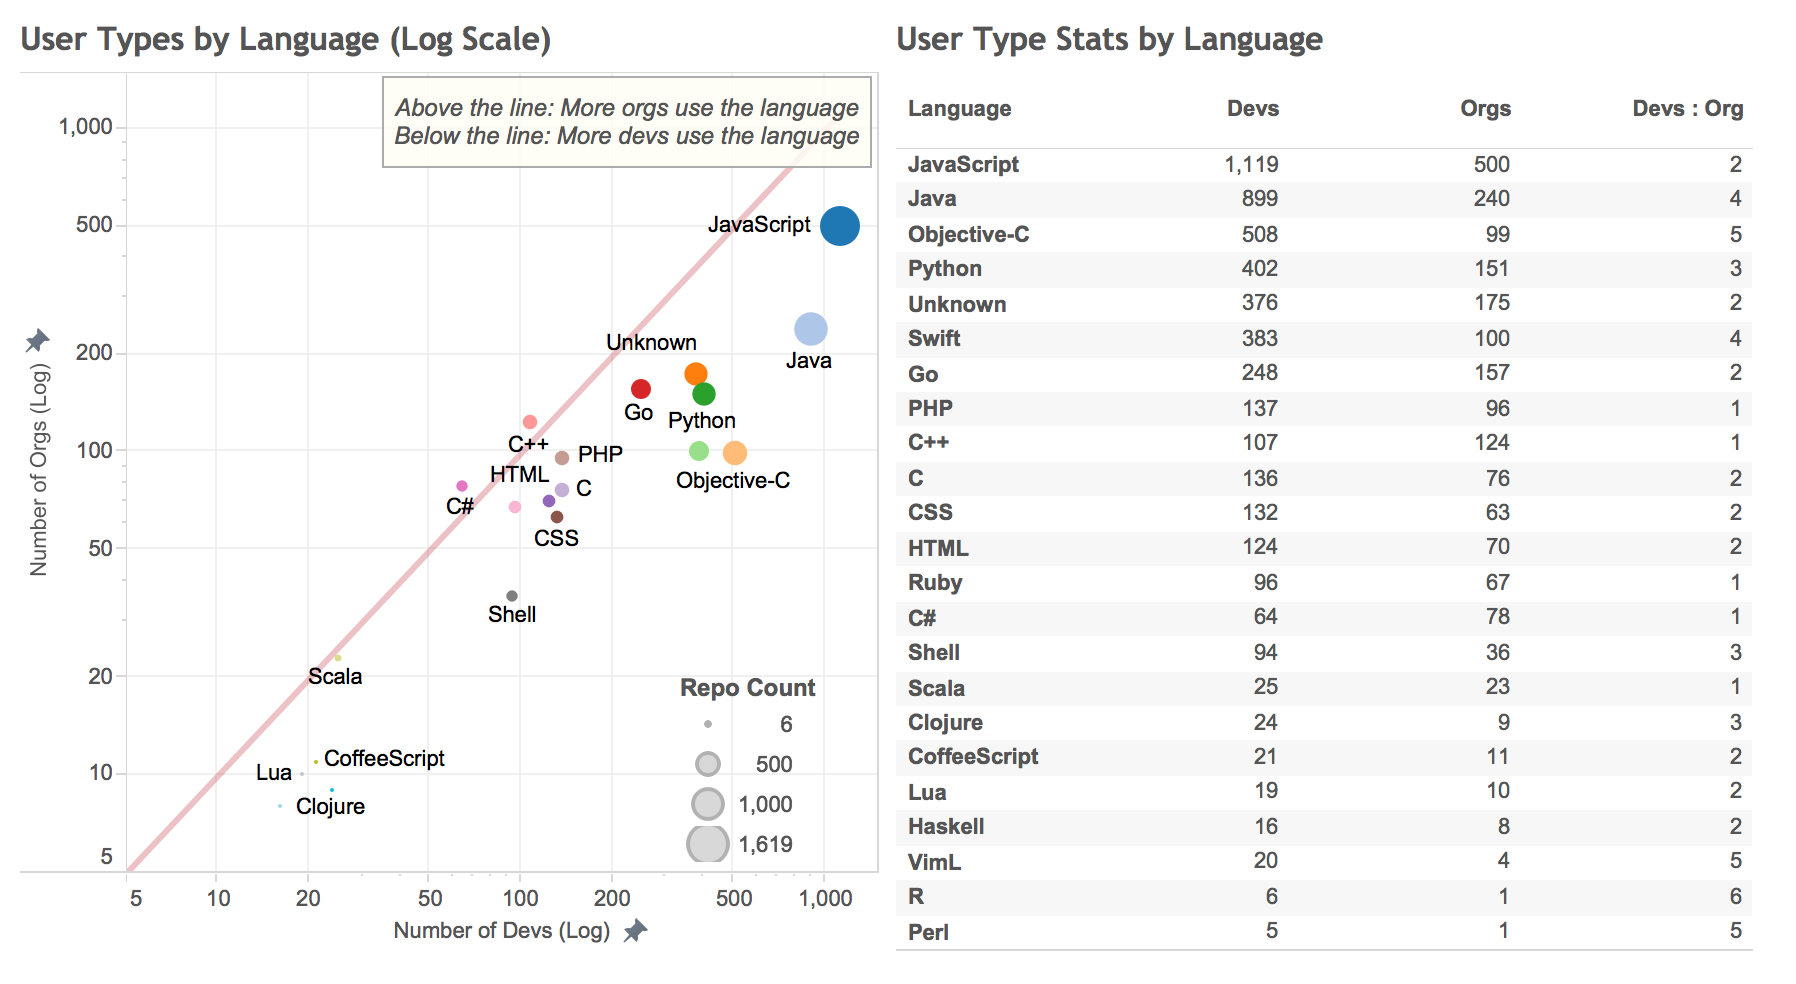 User Types by Language (Log Scale)
Above the line: More orgs use the language
Below the line: More devs use the language
1,000
500
200
100
50
20
10
5
Number of Orgs (Log)
JavaScript
Java
Unknown
Go
Python
C++
PHP
HTML
C
Objective-C
C#
CSS
Shell
Scala
CoffeeScript
Lua
Clojure
Repo Count
6
500
1,000
1,619
5 10 20 50 100 200 500 1,000
Number of Devs (Log)
User Type Stats by Language
Language Devs Orgs Devs : Org
JavaScript 1,119 500 2
Java 899 240 4
Objective-C 508 99 5
Python 402 151 3
Unknown 376 175 2
Swift 383 100 4
Go 248 157 2
PHP 137 96 1
C++ 107 124 1
C 136 76 2
CSS 132 63 2
HTML 124 70 2
Ruby 96 67 1
C# 64 78 1
Shell 94 36 3
Scala 25 23 1
Clojure 24 9 3
CoffeeScript 21 11 2
Lua 19 10 2
Haskell 16 8 2
VimL 20 4 5
R 6 1 6
Perl 5 1 5